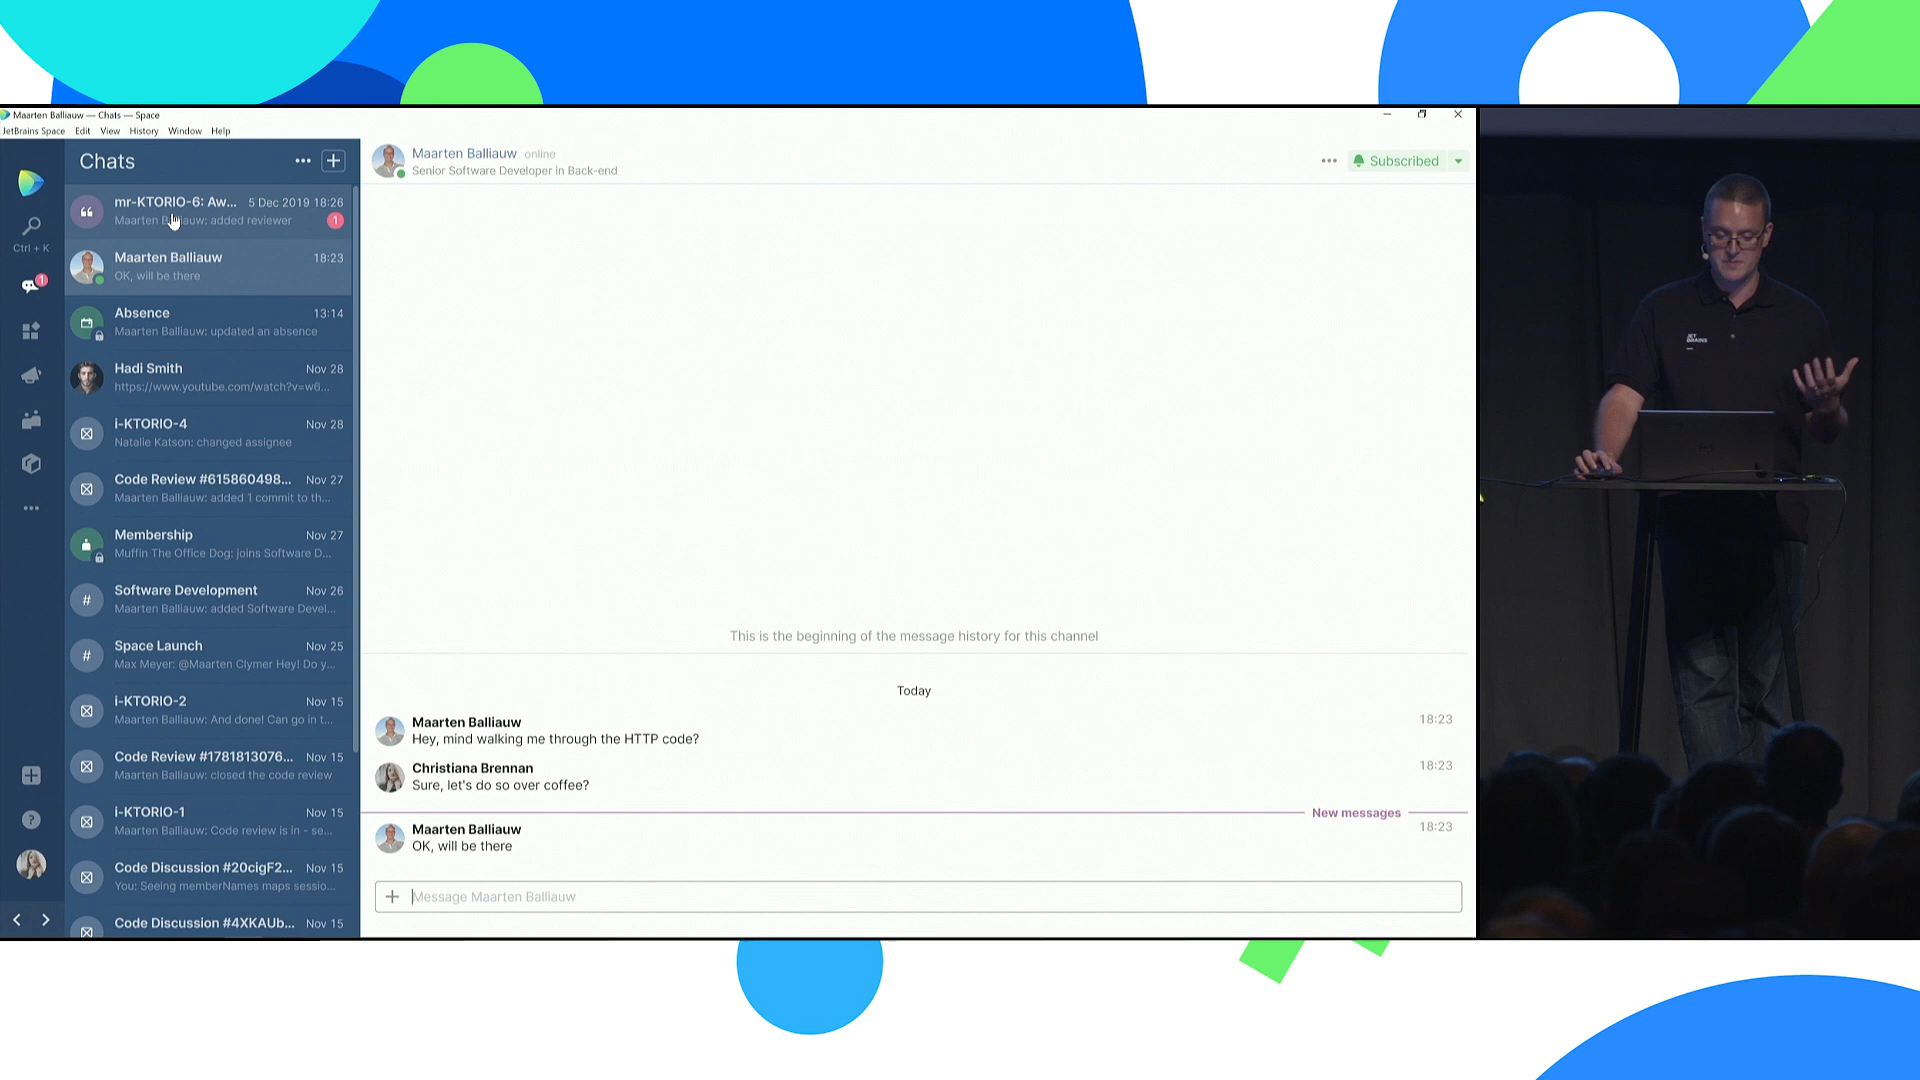 Maarten Balliauw — Chats — Space
JetBrains Space Edit View History Window Help
Chats
Ctrl + K
1
mr-KTORIO-6: Aw... 5 Dec 2019 18:26
Maarten Balliauw: added reviewer 1
Maarten Balliauw 18:23
OK, will be there
Absence 13:14
Maarten Balliauw: updated an absence
Hadi Smith Nov 28
https://www.youtube.com/watch?v=w6...
i-KTORIO-4 Nov 28
Natalie Katson: changed assignee
Code Review #615860498... Nov 27
Maarten Balliauw: added 1 commit to th...
Membership Nov 27
Muffin The Office Dog: joins Software D...
# Software Development Nov 26
Maarten Balliauw: added Software Devel...
# Space Launch Nov 25
Max Meyer: @Maarten Clymer Hey! Do y...
i-KTORIO-2 Nov 15
Maarten Balliauw: And done! Can go in t...
Code Review #1781813076... Nov 15
Maarten Balliauw: closed the code review
i-KTORIO-1 Nov 15
Maarten Balliauw: Code review is in - se...
Code Discussion #20cigF2... Nov 15
You: Seeing memberNames maps sessio...
Code Discussion #4XKAUb... Nov 15
Maarten Balliauw online
Senior Software Developer in Back-end
Subscribed
This is the beginning of the message history for this channel
Today
Maarten Balliauw 18:23
Hey, mind walking me through the HTTP code?
Christiana Brennan 18:23
Sure, let's do so over coffee?
New messages
Maarten Balliauw 18:23
OK, will be there
Message Maarten Balliauw
JET
BRAINS